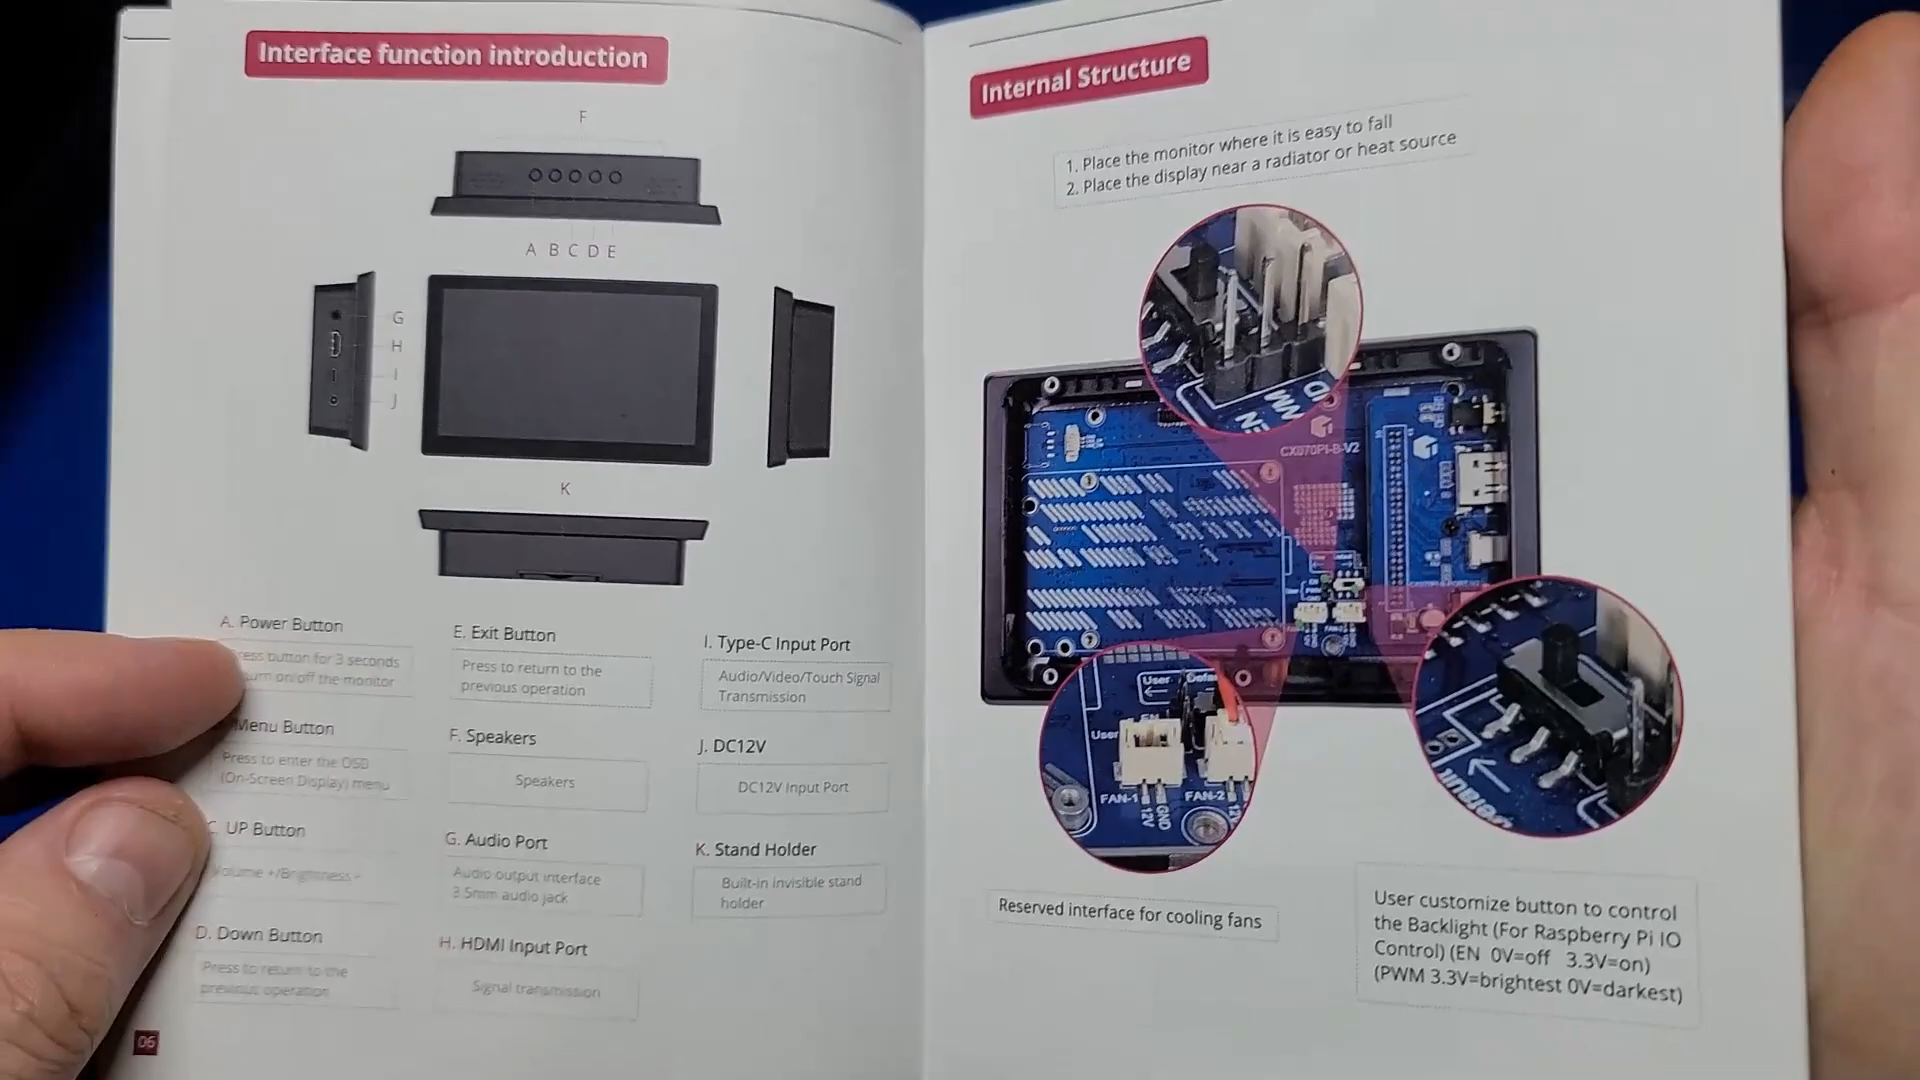 Interface function introduction
F
A B C D E
G
H
I
J
K
A. Power Button
button for 3 seconds
on/off the monitor
Menu Button
Press to enter the OSD
(On-Screen Display) menu
C. UP Button
Volume +/Brightness -
D. Down Button
Press to return to the
previous operation
E. Exit Button
Press to return to the
previous operation
F. Speakers
Speakers
G. Audio Port
Audio output interface
3.5mm audio jack
H. HDMI Input Port
Signal transmission
I. Type-C Input Port
Audio/Video/Touch Signal
Transmission
J. DC12V
DC12V Input Port
K. Stand Holder
Built-in invisible stand
holder
06
Internal Structure
1. Place the monitor where it is easy to fall
2. Place the display near a radiator or heat source
EN
CX070PI-B-V2
User
User
FAN-1
12V
GND
FAN-2
12V
Default
Reserved interface for cooling fans
User customize button to control
the Backlight (For Raspberry Pi IO
Control) (EN 0V=off 3.3V=on)
(PWM 3.3V=brightest 0V=darkest)